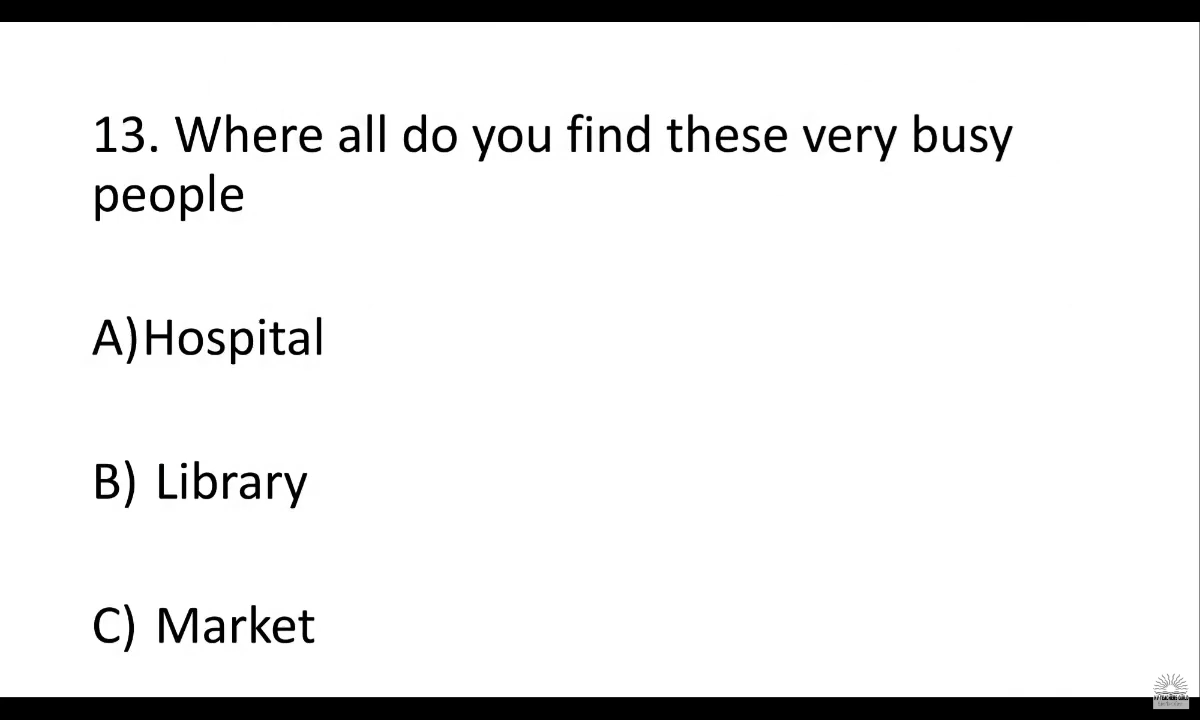 13. Where all do you find these very busy
people
A)Hospital
B) Library
C) Market